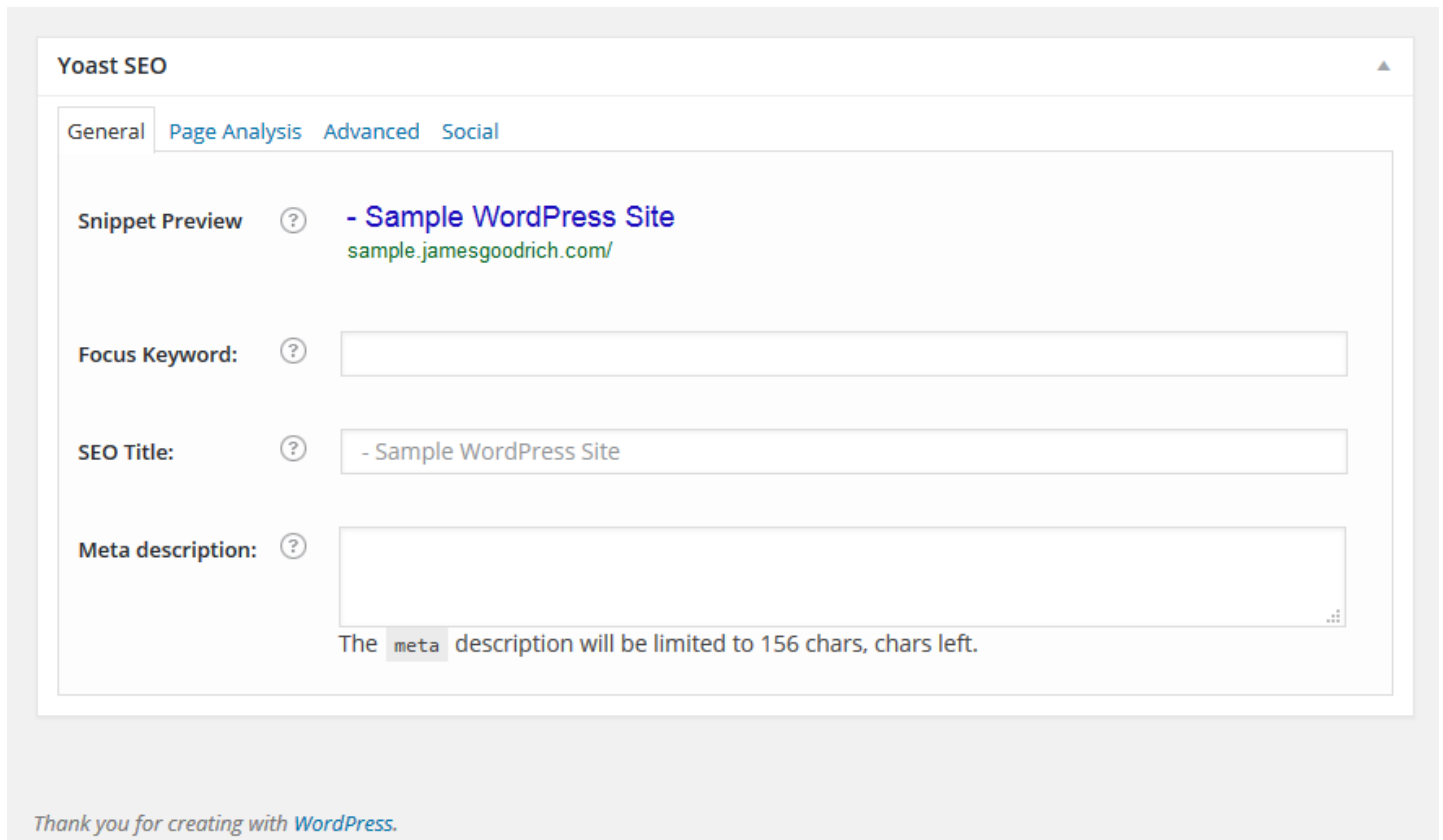 Yoast SEO
General Page Analysis Advanced Social
Snippet Preview ? - Sample WordPress Site
sample.jamesgoodrich.com/
Focus Keyword: ?
SEO Title: ? - Sample WordPress Site
Meta description: ?
The meta description will be limited to 156 chars, chars left.
Thank you for creating with WordPress.